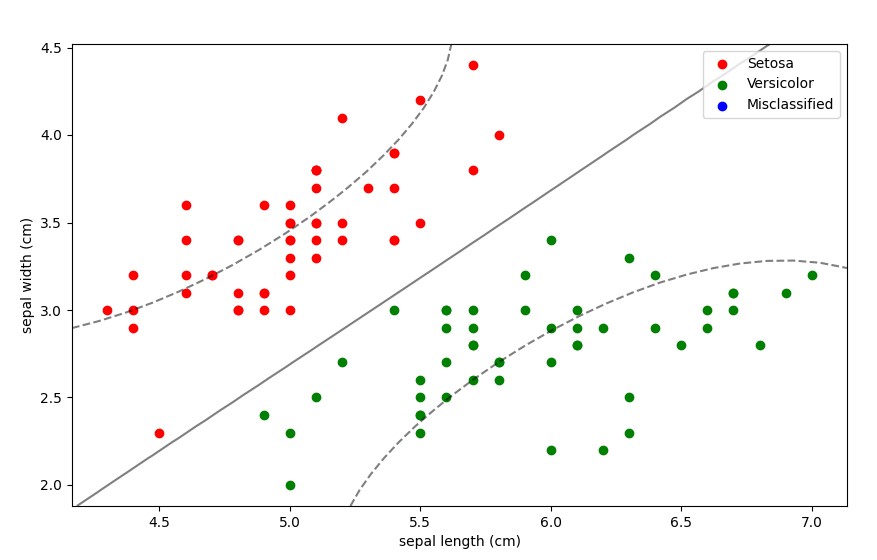 4.5
4.0
3.5
3.0
2.5
2.0
sepal width (cm)
Setosa
Versicolor
Misclassified
4.5 5.0 5.5 6.0 6.5 7.0
sepal length (cm)